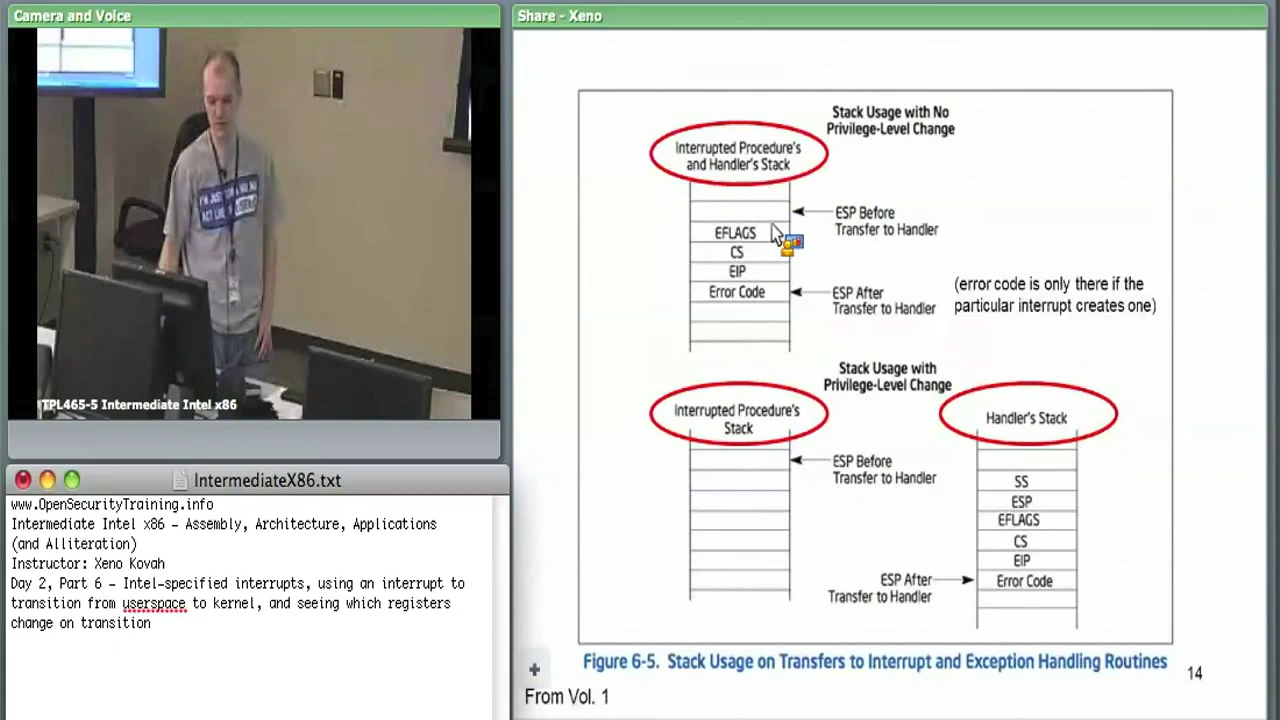 Camera and Voice
TPL465-5 Intermediate Intel x86
IntermediateX86.txt
www.OpenSecurityTraining.info
Intermediate Intel x86 – Assembly, Architecture, Applications
(and Alliteration)
Instructor: Xeno Kovah
Day 2, Part 6 – Intel-specified interrupts, using an interrupt to
transition from userspace to kernel, and seeing which registers
change on transition
Share - Xeno
Stack Usage with No
Privilege-Level Change
Interrupted Procedure's
and Handler's Stack
ESP Before
Transfer to Handler
EFLAGS
CS
EIP
Error Code
ESP After
Transfer to Handler
(error code is only there if the
particular interrupt creates one)
Stack Usage with
Privilege-Level Change
Interrupted Procedure's
Stack
Handler's Stack
ESP Before
Transfer to Handler
SS
ESP
EFLAGS
CS
EIP
Error Code
ESP After
Transfer to Handler
Figure 6-5. Stack Usage on Transfers to Interrupt and Exception Handling Routines
14
From Vol. 1